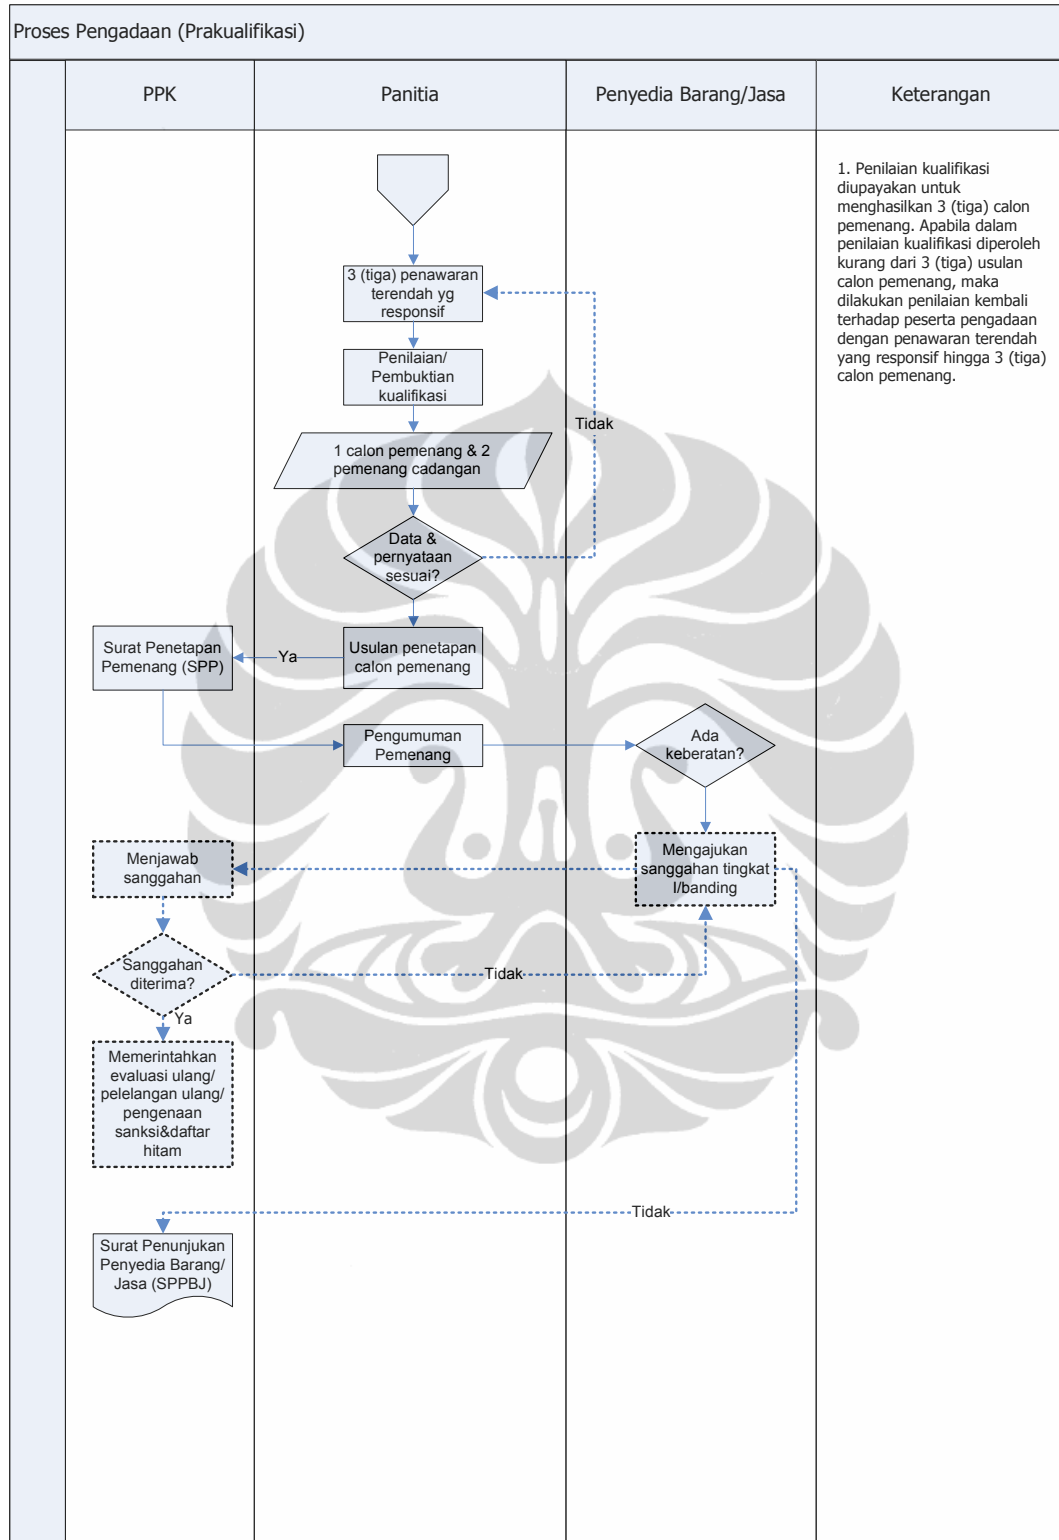 Proses Pengadaan (Prakualifikasi)
PPK
Panitia
Penyedia Barang/Jasa
Keterangan
1. Penilaian kualifikasi
diupayakan untuk
menghasilkan 3 (tiga) calon
pemenang. Apabila dalam
penilaian kualifikasi diperoleh
kurang dari 3 (tiga) usulan
calon pemenang, maka
dilakukan penilaian kembali
terhadap peserta pengadaan
dengan penawaran terendah
yang responsif hingga 3 (tiga)
calon pemenang.
3 (tiga) penawaran
terendah yg
responsif
Penilaian/
Pembuktian
kualifikasi
Tidak
1 calon pemenang & 2
pemenang cadangan
Data &
pernyataan
sesuai?
Usulan penetapan
calon pemenang
Ya
Surat Penetapan
Pemenang (SPP)
Pengumuman
Pemenang
Ada
keberatan?
Mengajukan
sanggahan tingkat
I/banding
Menjawab
sanggahan
Sanggahan
diterima?
Tidak
Ya
Memerintahkan
evaluasi ulang/
pelelangan ulang/
pengenaan
sanksi&daftar
hitam
Tidak
Surat Penunjukan
Penyedia Barang/
Jasa (SPPBJ)